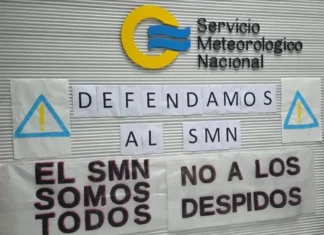 Servicio
Meteorológico
Nacional
DEFENDAMOS
AL SMN
EL SMN
SOMOS
TODOS
NO A LOS
DESPIDOS